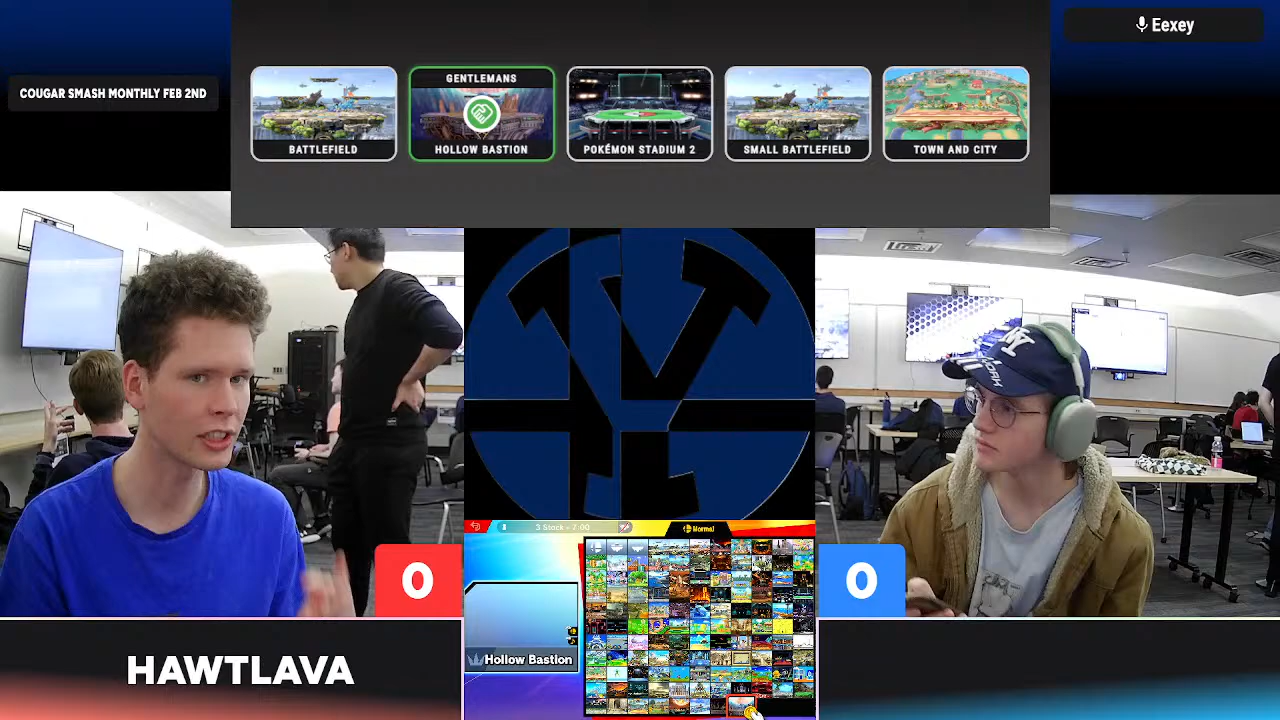 Eexey
COUGAR SMASH MONTHLY FEB 2ND
GENTLEMANS
BATTLEFIELD
HOLLOW BASTION
POKÉMON STADIUM 2
SMALL BATTLEFIELD
TOWN AND CITY
NY
3 Stock - 7:00
Normal
Hollow Bastion
0
0
HAWTLAVA